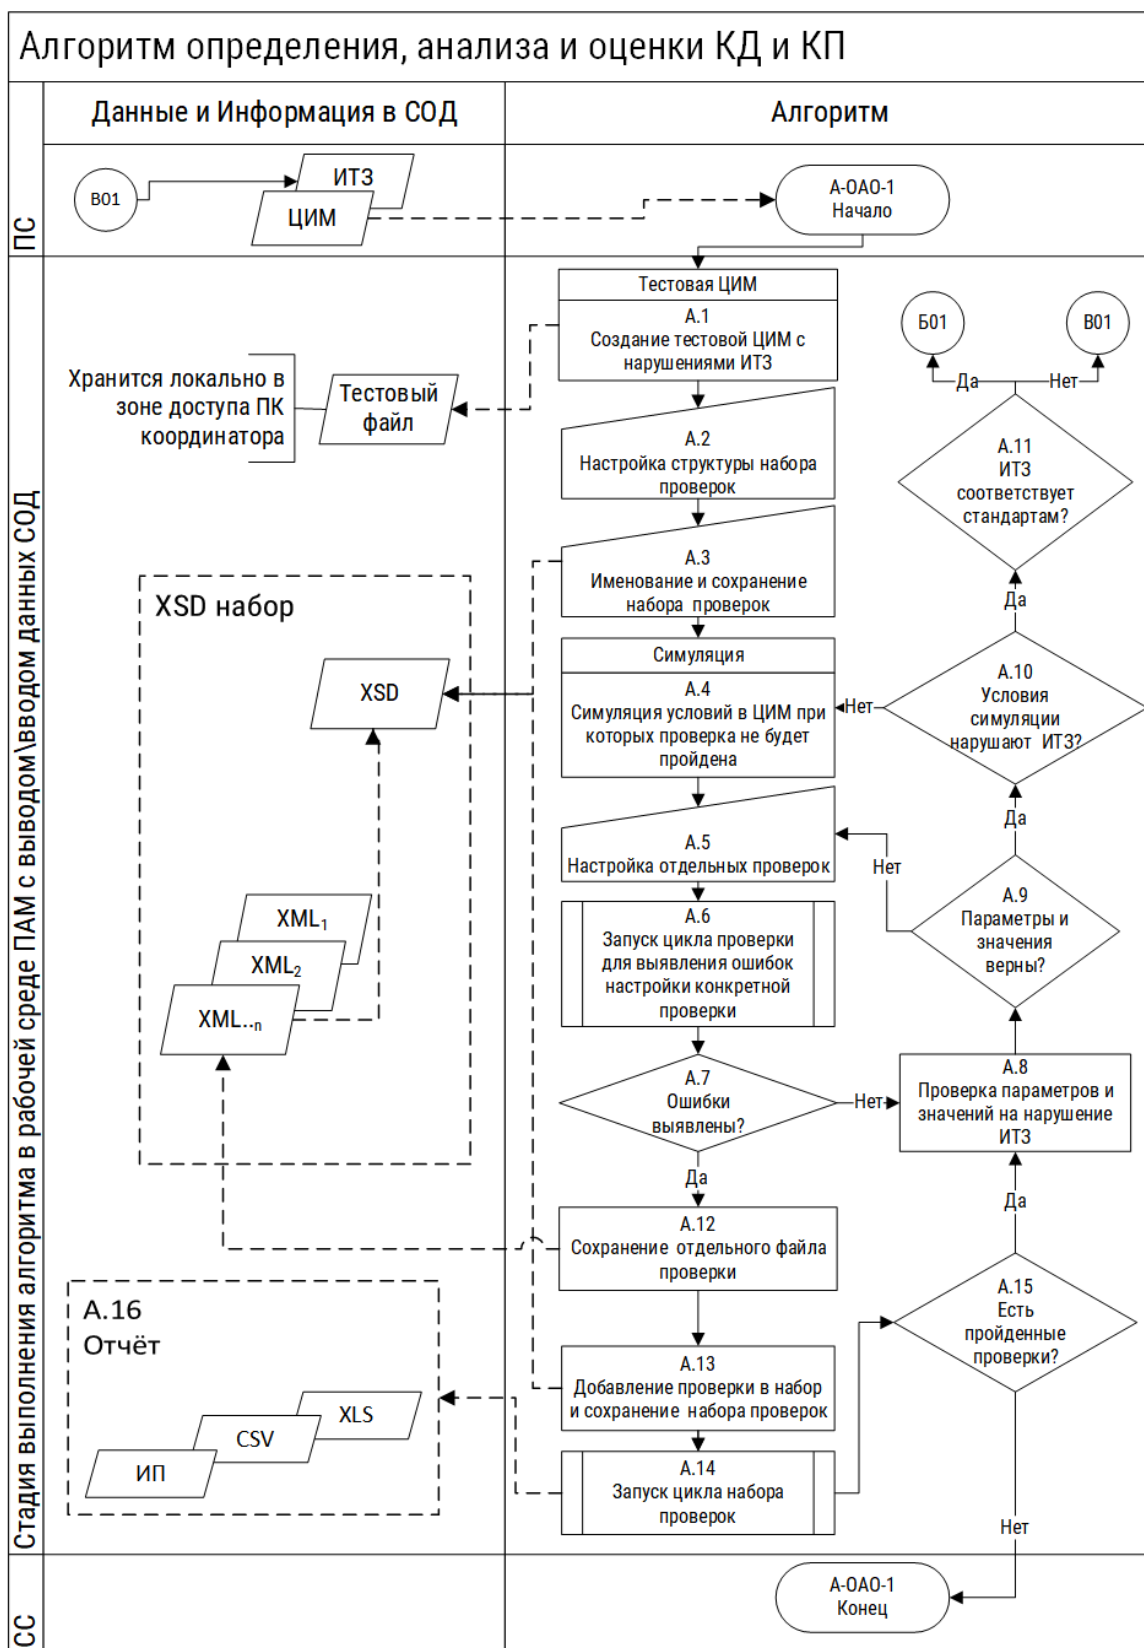 Алгоритм определения, анализа и оценки КД и КП
Данные и Информация в СОД
Алгоритм
ПС
В01
ИТЗ
ЦИМ
А-ОАО-1
Начало
Стадия выполнения алгоритма в рабочей среде ПАМ с выводом\вводом данных СОД
Тестовая ЦИМ
А.1
Создание тестовой ЦИМ с
нарушениями ИТЗ
Б01
В01
Да
Нет
Хранится локально в
зоне доступа ПК
координатора
Тестовый
файл
А.2
Настройка структуры набора
проверок
А.11
ИТЗ
соответствует
стандартам?
А.3
Именование и сохранение
набора проверок
Да
XSD набор
XSD
Симуляция
А.4
Симуляция условий в ЦИМ при
которых проверка не будет
пройдена
Нет
А.10
Условия
симуляции
нарушают ИТЗ?
Да
А.5
Настройка отдельных проверок
Нет
А.9
Параметры и
значения
верны?
XML1
XML2
XML..n
А.6
Запуск цикла проверки
для выявления ошибок
настройки конкретной
проверки
А.7
Ошибки
выявлены?
Нет
А.8
Проверка параметров и
значений на нарушение
ИТЗ
Да
Да
А.12
Сохранение отдельного файла
проверки
А.15
Есть
пройденные
проверки?
А.16
Отчёт
XLS
CSV
ИП
А.13
Добавление проверки в набор
и сохранение набора проверок
А.14
Запуск цикла набора
проверок
Нет
СС
А-ОАО-1
Конец